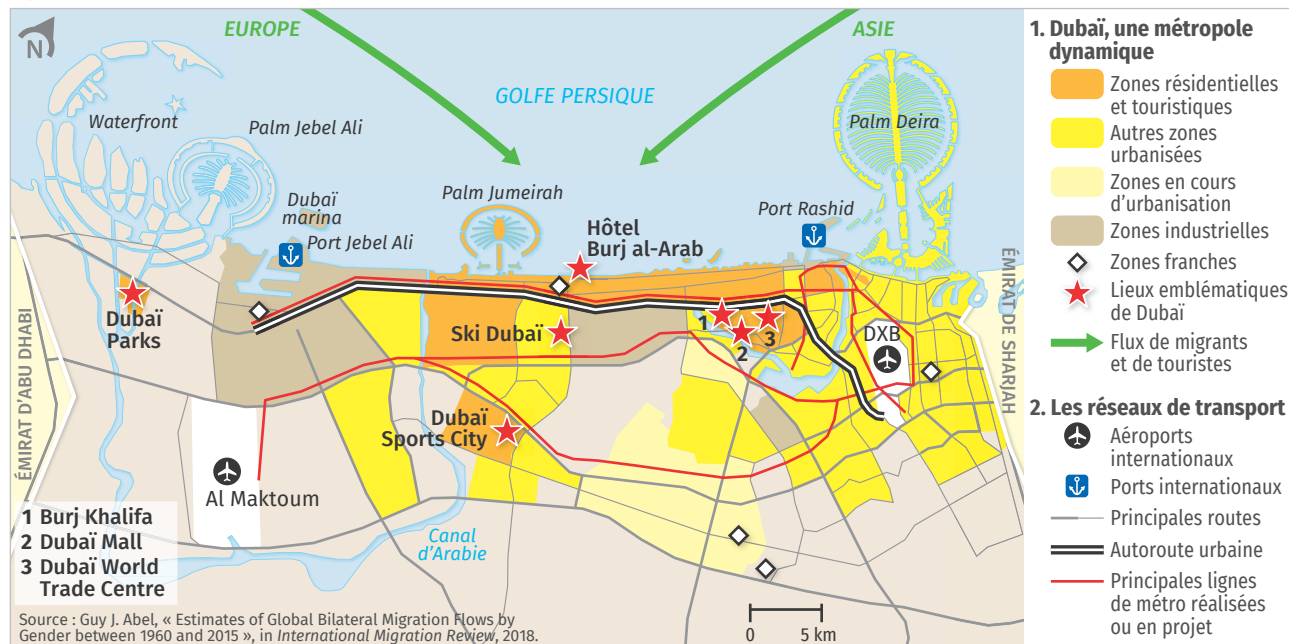 EUROPE
ASIE
N
GOLFE PERSIQUE
Waterfront
Palm Jebel Ali
Palm Deira
Dubaï
marina
Palm Jumeirah
Port Rashid
Port Jebel Ali
Hôtel
Burj al-Arab
Dubaï
Parks
Ski Dubaï
1
2
3
DXB
Dubaï
Sports City
Al Maktoum
ÉMIRAT D'ABU DHABI
ÉMIRAT DE SHARJAH
Canal
d'Arabie
1 Burj Khalifa
2 Dubaï Mall
3 Dubaï World
Trade Centre
Source : Guy J. Abel, « Estimates of Global Bilateral Migration Flows by
Gender between 1960 and 2015 », in International Migration Review, 2018.
0 5 km
1. Dubaï, une métropole
dynamique
Zones résidentielles
et touristiques
Autres zones
urbanisées
Zones en cours
d'urbanisation
Zones industrielles
Zones franches
Lieux emblématiques
de Dubaï
Flux de migrants
et de touristes
2. Les réseaux de transport
Aéroports
internationaux
Ports internationaux
Principales routes
Autoroute urbaine
Principales lignes
de métro réalisées
ou en projet